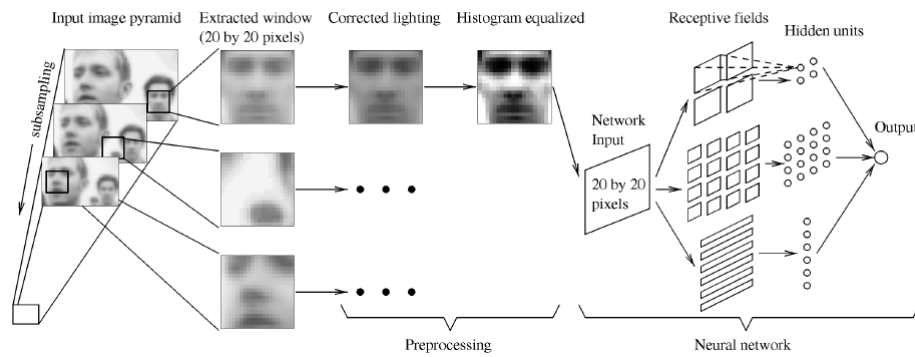 Input image pyramid
Extracted window
(20 by 20 pixels)
Corrected lighting
Histogram equalized
Receptive fields
Hidden units
subsampling
Network
Input
Output
20 by 20
pixels
Preprocessing
Neural network